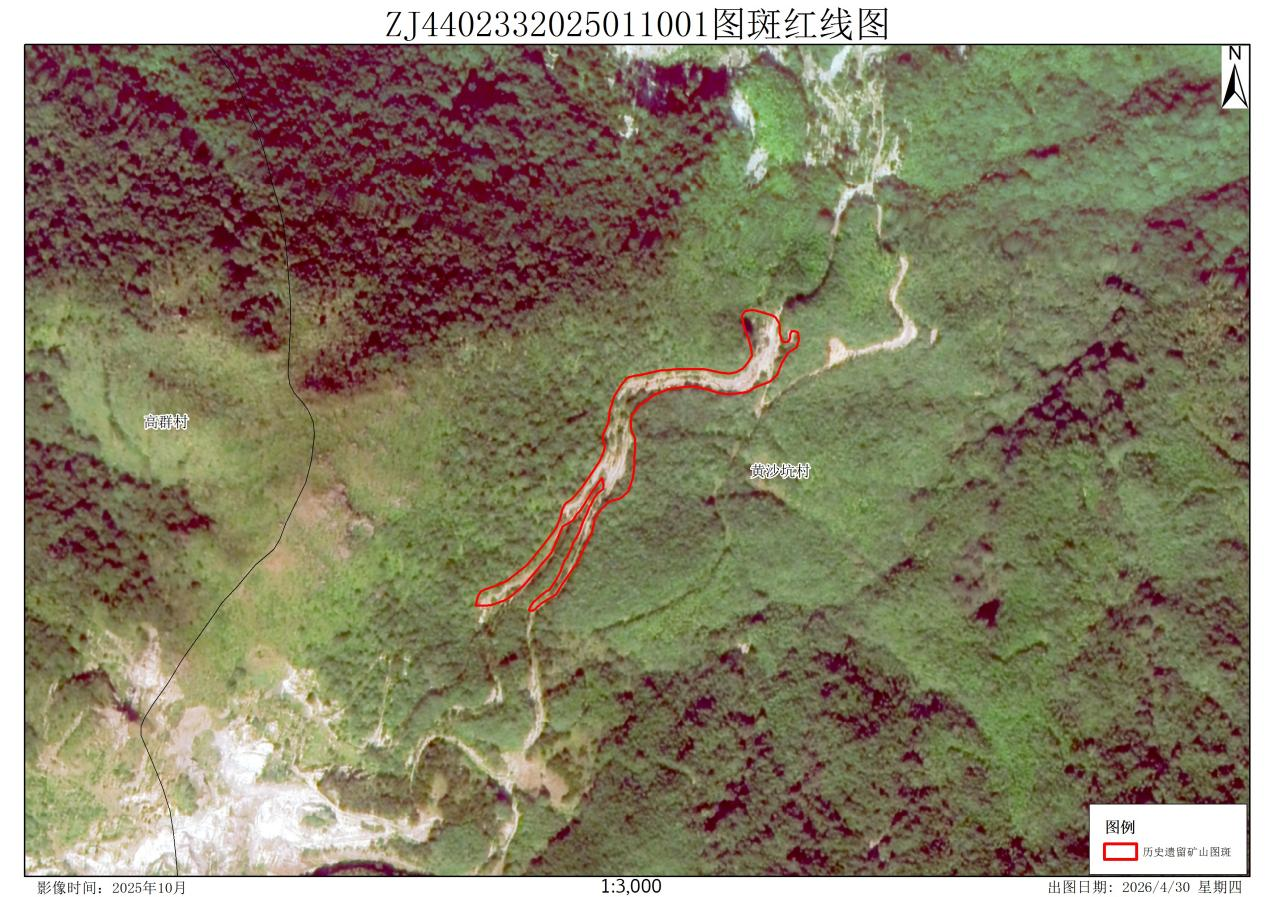 ZJ4402332025011001图斑红线图
N
高群村
黄沙坑村
图例
历史遗留矿山图斑
影像时间：2025年10月
1:3,000
出图日期：2026/4/30 星期四